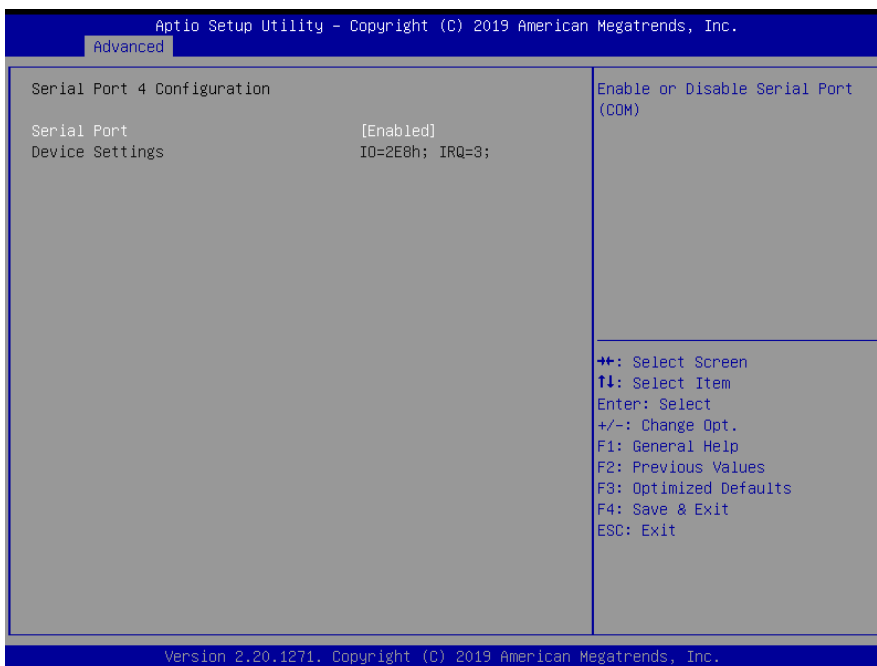 Aptio Setup Utility – Copyright (C) 2019 American Megatrends, Inc.
Advanced
Serial Port 4 Configuration
Serial Port [Enabled]
Device Settings IO=2E8h; IRQ=3;
Enable or Disable Serial Port
(COM)
→←: Select Screen
↑↓: Select Item
Enter: Select
+/-: Change Opt.
F1: General Help
F2: Previous Values
F3: Optimized Defaults
F4: Save & Exit
ESC: Exit
Version 2.20.1271. Copyright (C) 2019 American Megatrends, Inc.